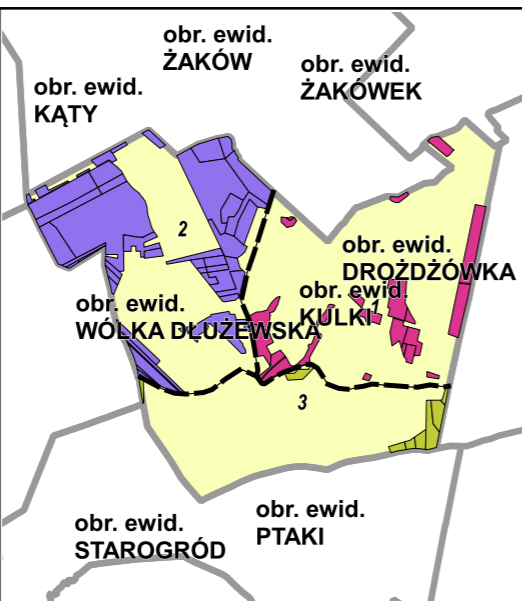 obr. ewid.
ŻAKÓW
obr. ewid.
ŻAKÓWEK
obr. ewid.
KĄTY
2
obr. ewid.
DROŻDŻÓWKA
obr. ewid.
KULKI
1
obr. ewid.
WÓLKA DŁUŻEWSKA
3
obr. ewid.
PTAKI
obr. ewid.
STAROGRÓD